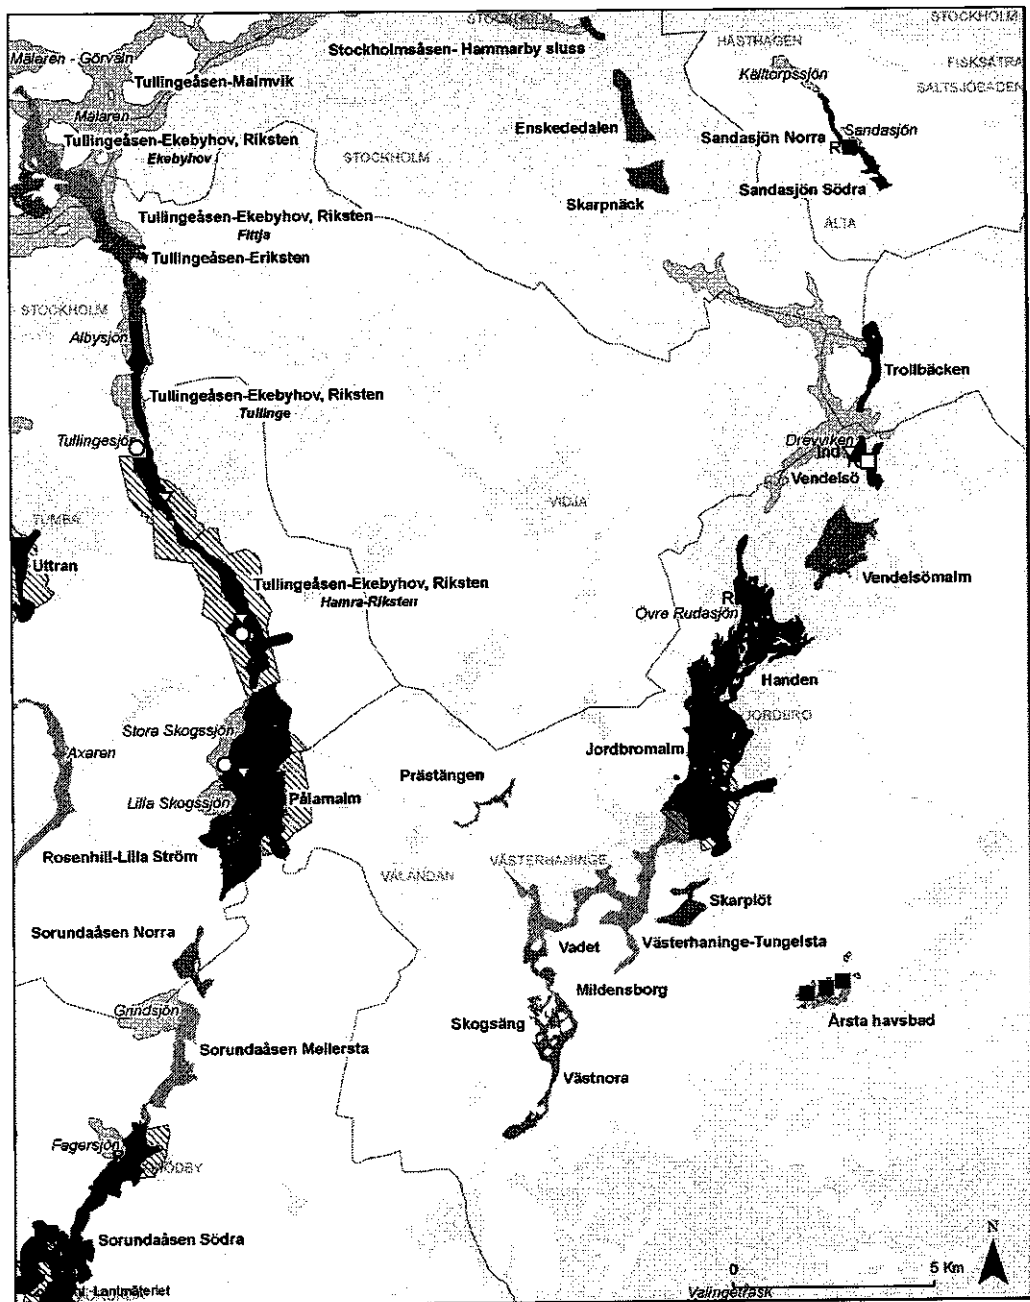 STOCKHOLM
STOCKHOLM
Stockholmsåsen- Hammarby sluss
HÄSTHAGEN
FISKSÄTRA
Mälaren - Görväln
Källtorpssjön
Tullingeåsen-Malmvik
SALTSJÖBADEN
Mälaren
Enskededalen
Sandasjön
Tullingeåsen-Ekebyhov, Riksten
Sandasjön Norra
R
Ekebyhov
STOCKHOLM
Sandasjön Södra
Skarpnäck
Tullingeåsen-Ekebyhov, Riksten
ÄLTA
Fittja
Tullingeåsen-Eriksten
STOCKHOLM
Albysjön
Trollbäcken
Tullingeåsen-Ekebyhov, Riksten
Tullinge
Tullingesjön
Drevviken
Ind
Vendelsö
VIDJA
TUMBA
Uttran
Vendelsömalm
Tullingeåsen-Ekebyhov, Riksten
R
Hamra-Riksten
Övre Rudasjön
Handen
JORDBRO
Stora Skogssjön
Axaren
Jordbromalm
Prästängen
Lilla Skogssjön
Pålamalm
Rosenhill-Lilla Ström
VÄSTERHANINGE
VÅLANDAN
Skarplöt
Sorundaåsen Norra
Vadet
Västerhaninge-Tungelsta
Mildensborg
Grindsjön
Skogsäng
Årsta havsbad
Sorundaåsen Mellersta
Västnora
Fagersjön
Sorundaåsen Södra
N
0
5 Km
Lantmäteriet